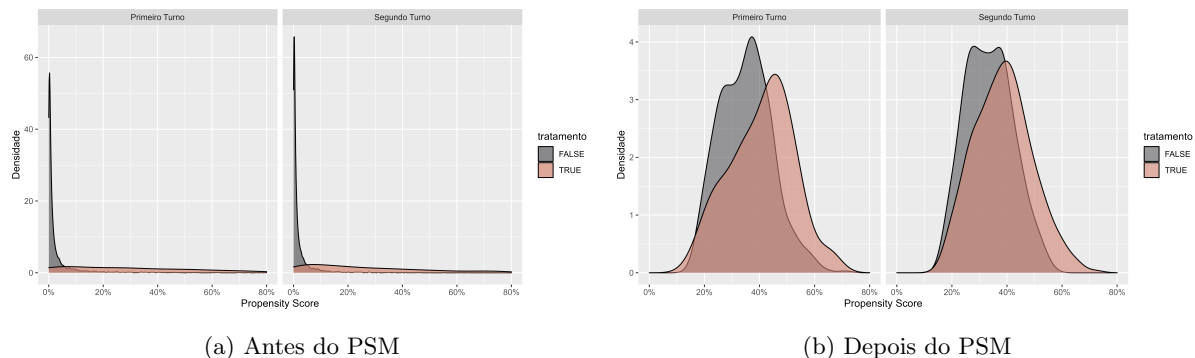 Primeiro Turno
Segundo Turno
Densidade
60
40
20
0
0%
20%
40%
60%
80%
0%
20%
40%
60%
80%
Propensity Score
tratamento
FALSE
TRUE
(a) Antes do PSM
Primeiro Turno
Segundo Turno
Densidade
4
3
2
1
0
0%
20%
40%
60%
80%
0%
20%
40%
60%
80%
Propensity Score
tratamento
FALSE
TRUE
(b) Depois do PSM